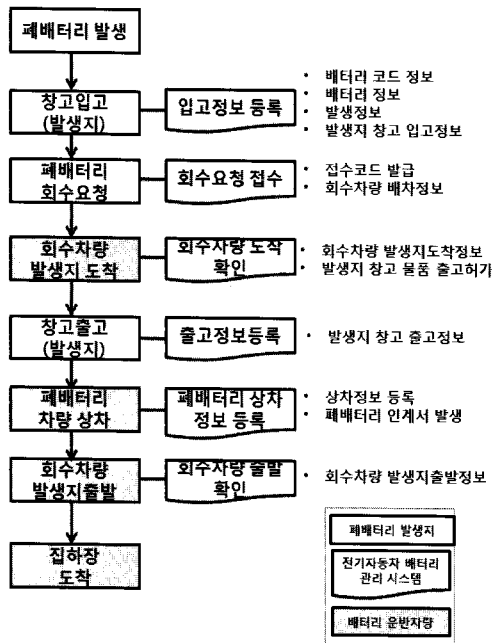 폐배터리 발생
창고입고
(발생지)
입고정보 등록
• 배터리 코드 정보
• 배터리 정보
• 발생정보
• 발생지 창고 입고정보
폐배터리
회수요청
회수요청 접수
• 접수코드 발급
• 회수차량 배차정보
회수차량
발생지 도착
회수차량 도착
확인
• 회수차량 발생지도착정보
• 발생지 창고 물품 출고허가
창고출고
(발생지)
출고정보등록
• 발생지 창고 출고정보
폐배터리
차량 상차
폐배터리 상차
정보 등록
• 상차정보 등록
• 폐배터리 인계서 발생
회수차량
발생지출발
회수차량 출발
확인
• 회수차량 발생지출발정보
집하장
도착
폐배터리 발생지
전기자동차 배터리
관리 시스템
배터리 운반차량